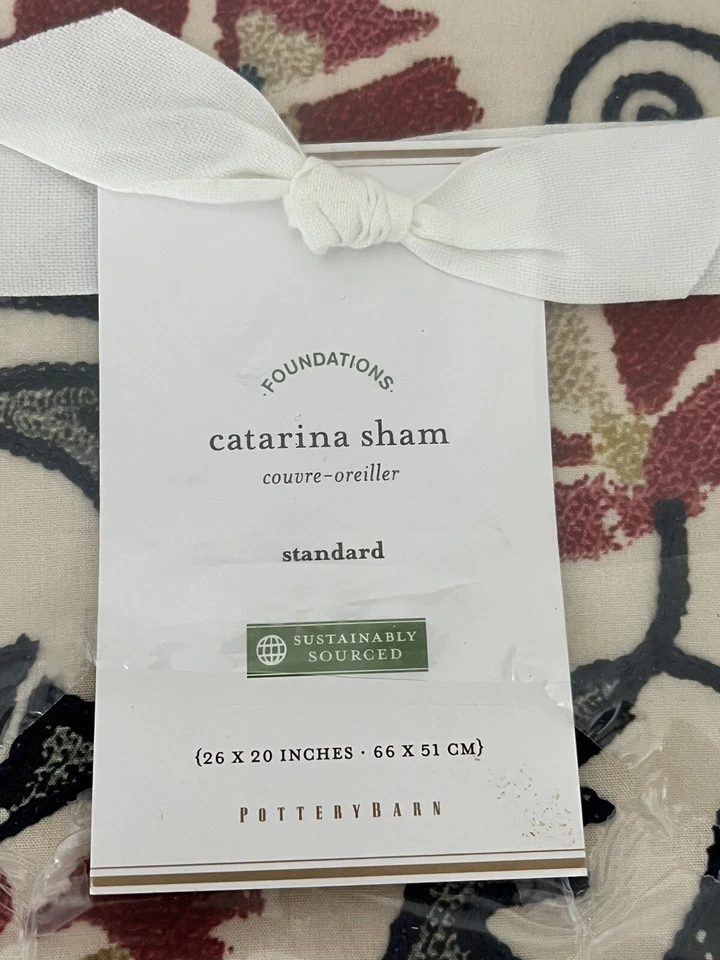 ·FOUNDATIONS·
catarina sham
couvre-oreiller
standard
SUSTAINABLY
SOURCED
{26 X 20 INCHES · 66 X 51 CM}
POTTERYBARN